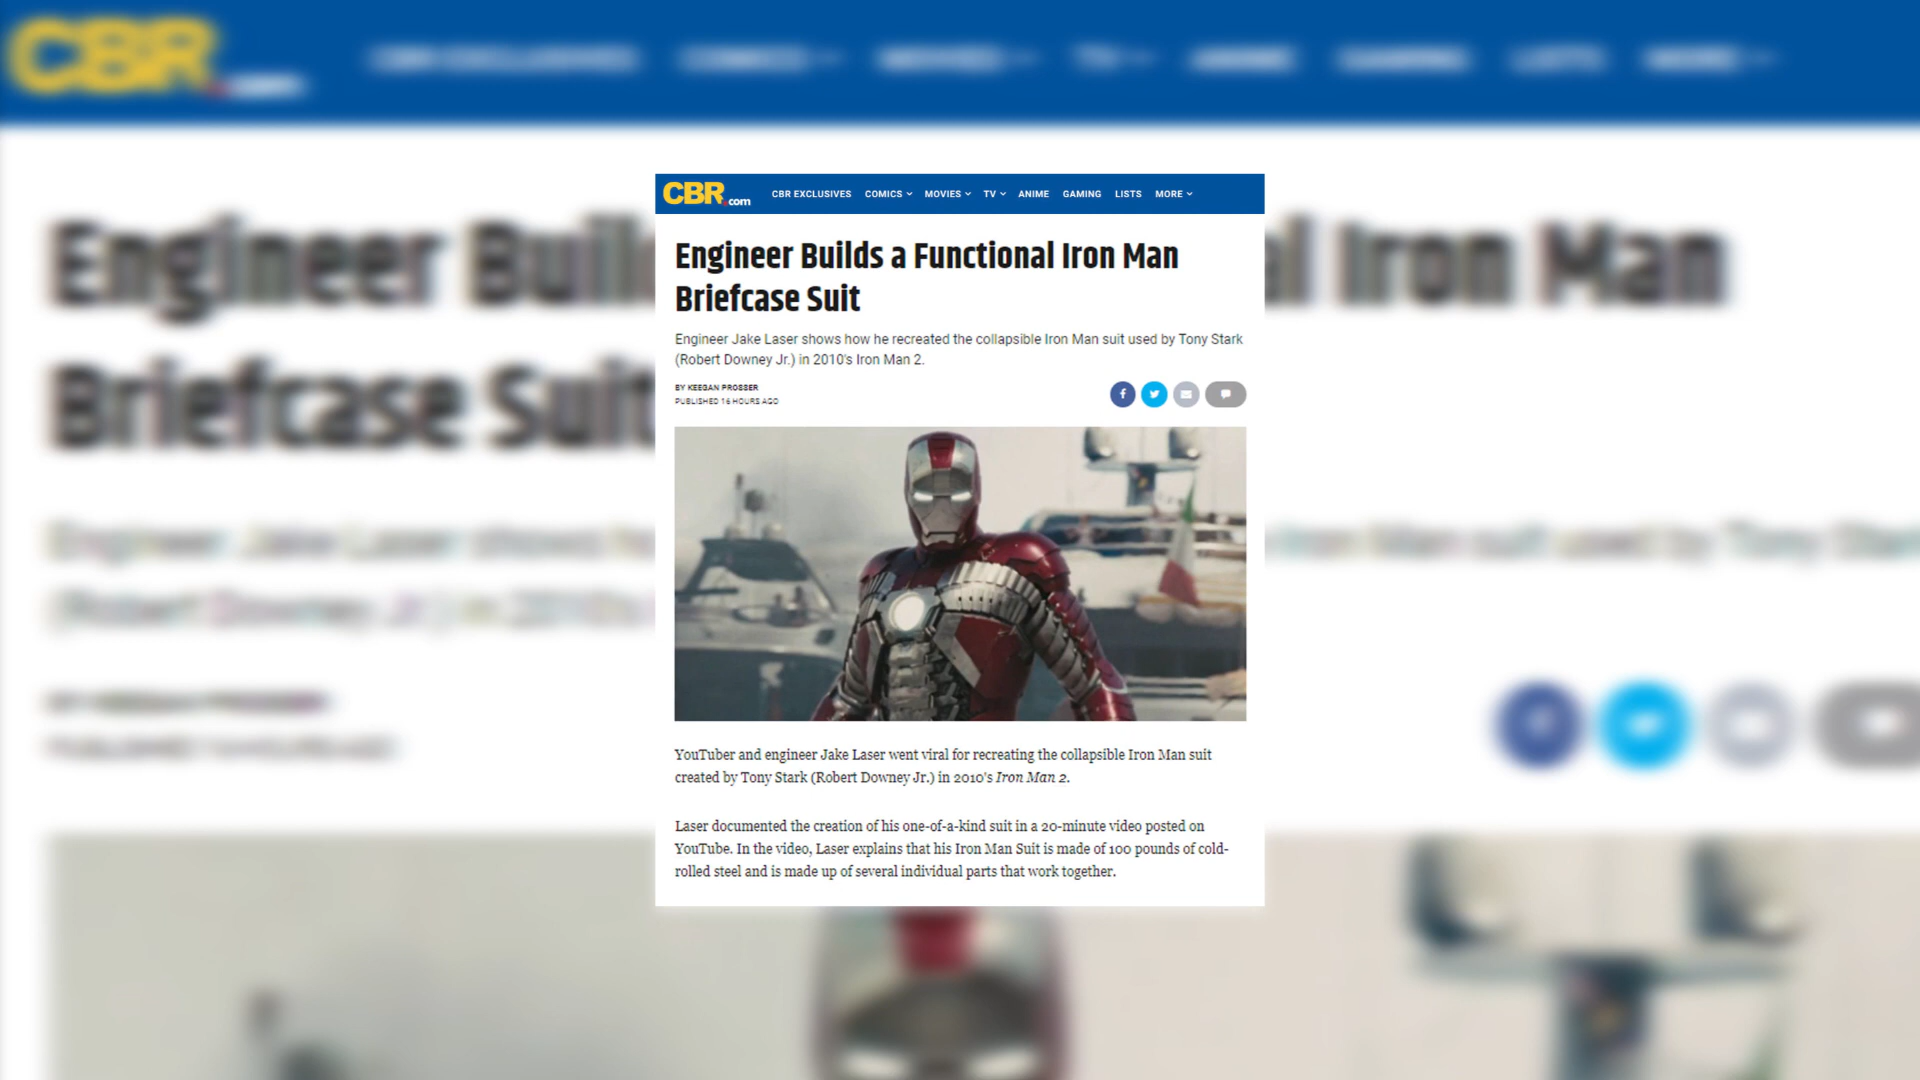 CBR.com CBR EXCLUSIVES COMICS MOVIES TV ANIME GAMING LISTS MORE
Engineer Builds a Functional Iron Man
Briefcase Suit
Engineer Jake Laser shows how he recreated the collapsible Iron Man suit used by Tony Stark
(Robert Downey Jr.) in 2010's Iron Man 2.
BY KEEGAN PROSSER
PUBLISHED 16 HOURS AGO
YouTuber and engineer Jake Laser went viral for recreating the collapsible Iron Man suit
created by Tony Stark (Robert Downey Jr.) in 2010's Iron Man 2.
Laser documented the creation of his one-of-a-kind suit in a 20-minute video posted on
YouTube. In the video, Laser explains that his Iron Man Suit is made of 100 pounds of cold-
rolled steel and is made up of several individual parts that work together.